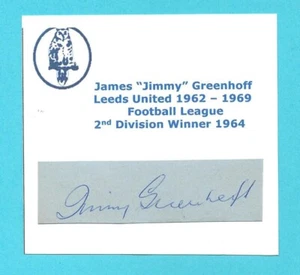 James “Jimmy” Greenhoff
Leeds United 1962 – 1969
Football League
2nd Division Winner 1964
Jimmy Greenhoff